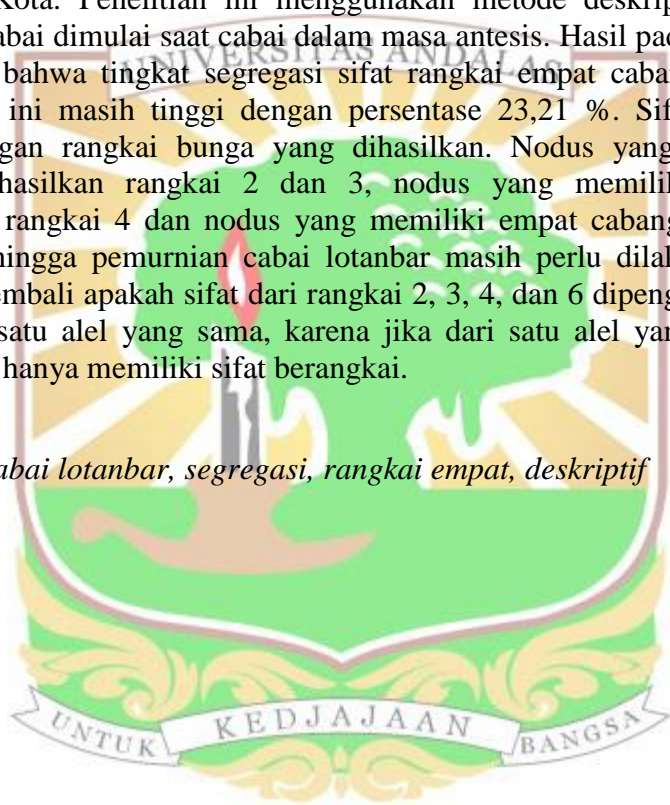 Kota. Penelitian ini menggunakan metode deskrip
abai dimulai saat cabai dalam masa antesis. Hasil pad
bahwa tingkat segregasi sifat rangkai empat caba
ini masih tinggi dengan persentase 23,21 %. Sif
gan rangkai bunga yang dihasilkan. Nodus yang
hasilkan rangkai 2 dan 3, nodus yang memilik
rangkai 4 dan nodus yang memiliki empat cabang
hingga pemurnian cabai lotanbar masih perlu dilak
embali apakah sifat dari rangkai 2, 3, 4, dan 6 dipeng
satu alel yang sama, karena jika dari satu alel yan
hanya memiliki sifat berangkai.
abai lotanbar, segregasi, rangkai empat, deskriptif
UNIVERSITAS ANDALAS
UNTUK KEDJAJAAN BANGSA